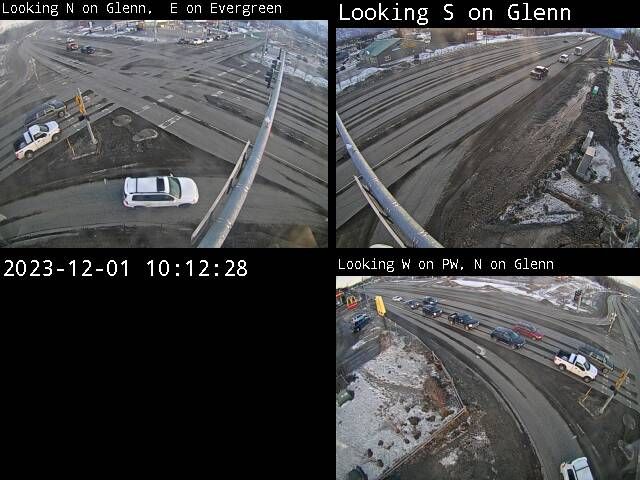 Looking N on Glenn,  E on Evergreen
Looking S on Glenn
2023-12-01 10:12:28
Looking W on PW, N on Glenn